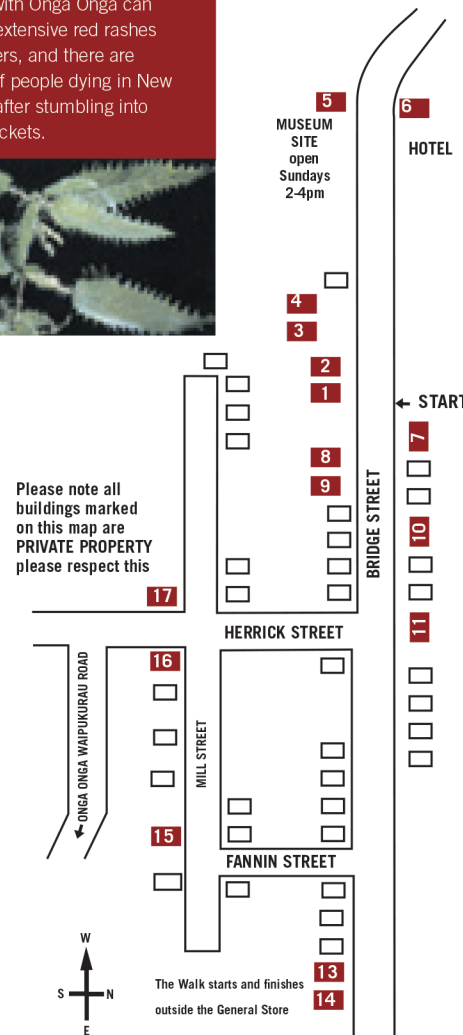 with Onga Onga can
extensive red rashes
ers, and there are
f people dying in New
after stumbling into
ckets.
5
6
MUSEUM
SITE
open
Sundays
2-4pm
HOTEL
4
3
2
1
START
7
8
9
10
11
BRIDGE STREET
Please note all
buildings marked
on this map are
PRIVATE PROPERTY
please respect this
17
HERRICK STREET
16
ONGA ONGA WAIPUKURAU ROAD
MILL STREET
15
FANNIN STREET
W
S
N
E
The Walk starts and finishes
outside the General Store
13
14